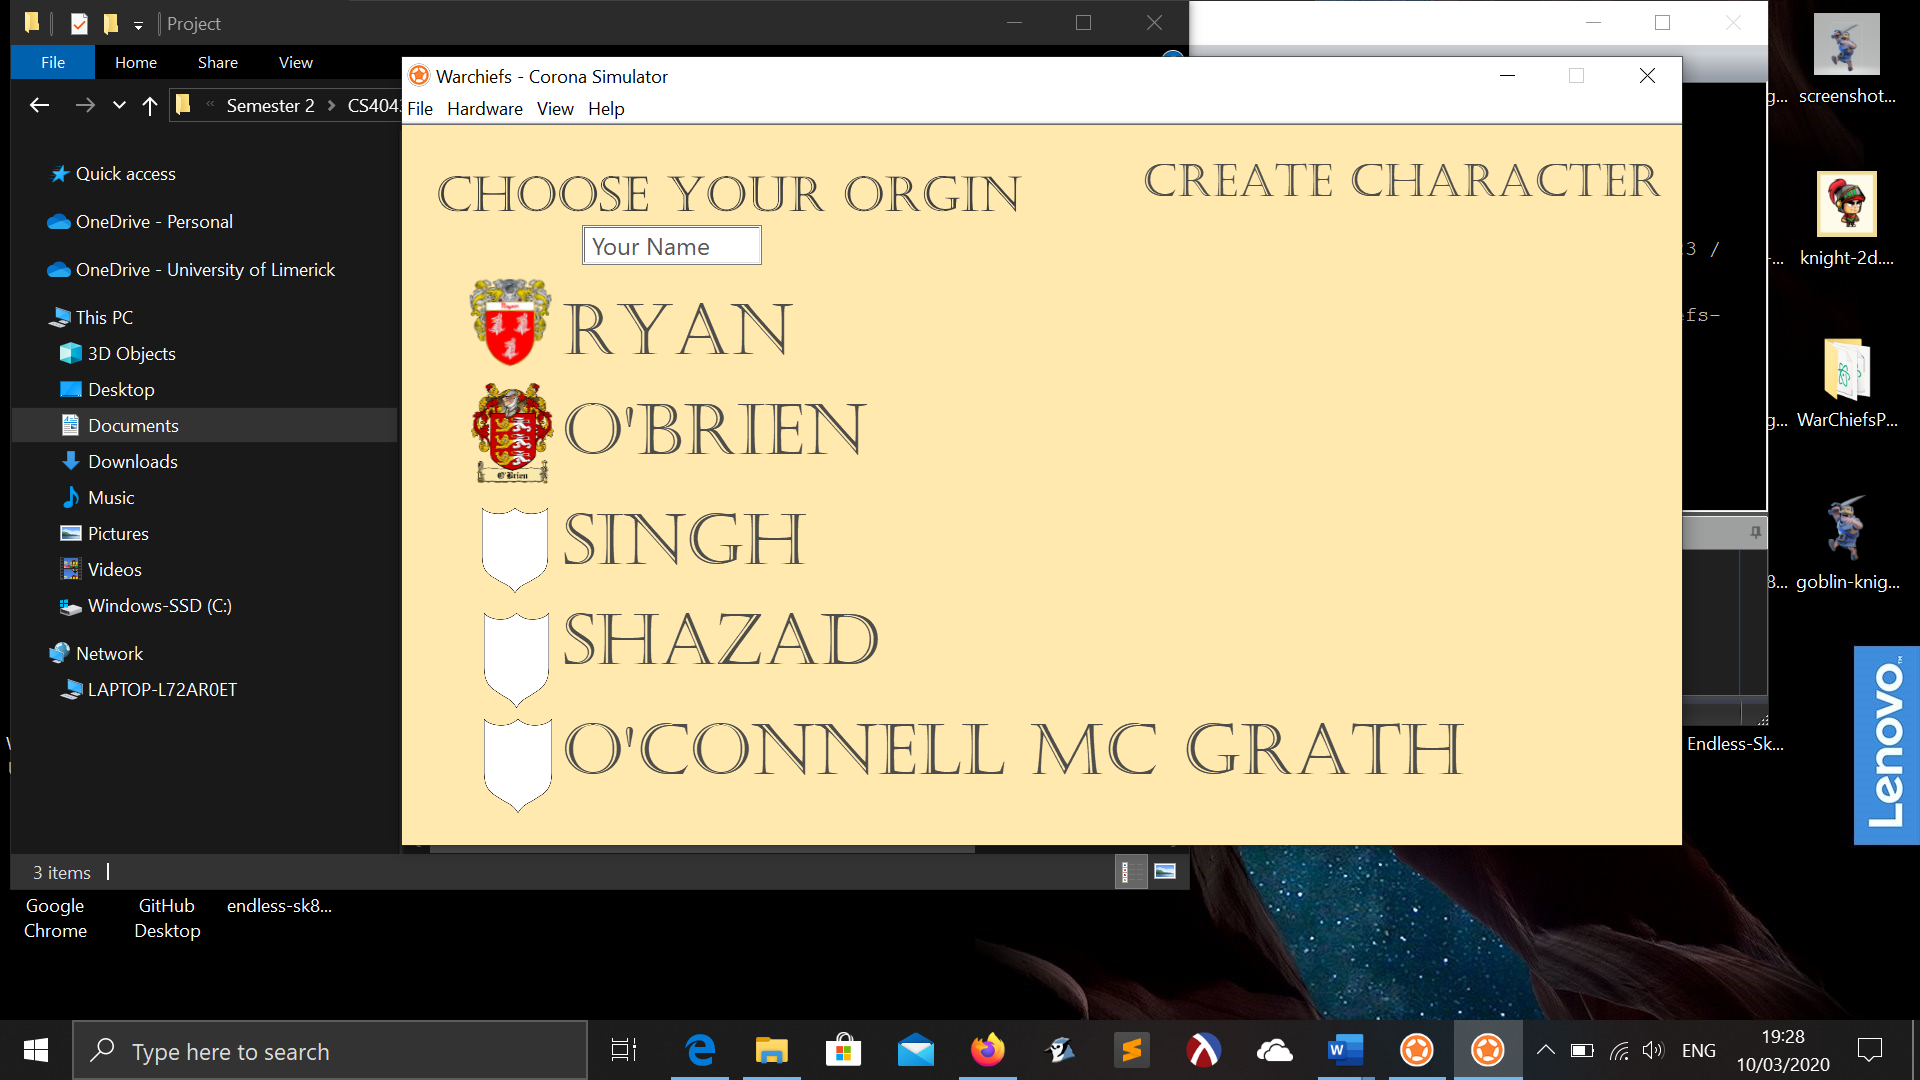 Project
File Home Share View
« Semester 2 > CS404
Quick access
OneDrive - Personal
OneDrive - University of Limerick
This PC
3D Objects
Desktop
Documents
Downloads
Music
Pictures
Videos
Windows-SSD (C:)
Network
LAPTOP-L72AR0ET
3 items
Warchiefs - Corona Simulator
File Hardware View Help
CHOOSE YOUR ORGIN
CREATE CHARACTER
Your Name
RYAN
O'BRIEN
O'Brien
SINGH
SHAZAD
O'CONNELL MC GRATH
3 /
efs-
screenshot...
knight-2d....
WarChiefsP...
goblin-knig...
Endless-Sk...
Lenovo™
Google Chrome
GitHub Desktop
endless-sk8...
Type here to search
ENG
19:28
10/03/2020